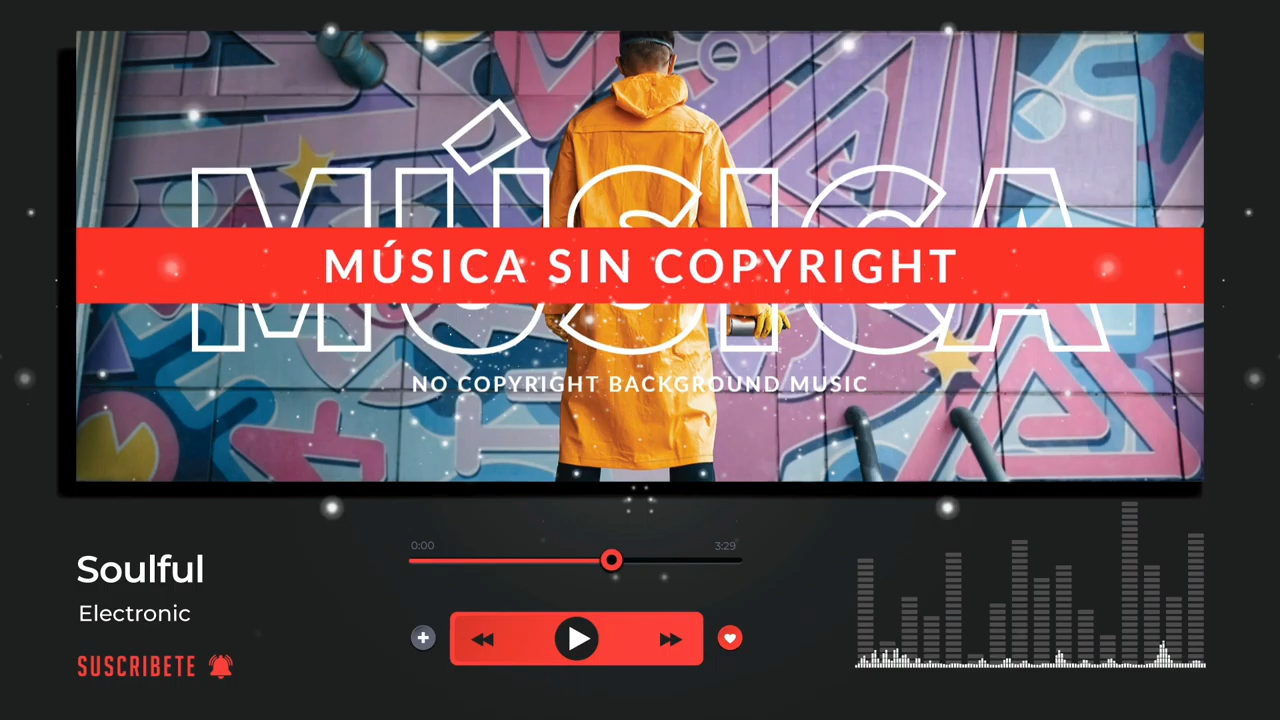 MÚSICA
MÚSICA SIN COPYRIGHT
NO COPYRIGHT BACKGROUND MUSIC
Soulful
Electronic
SUSCRIBETE
0:00 3:29